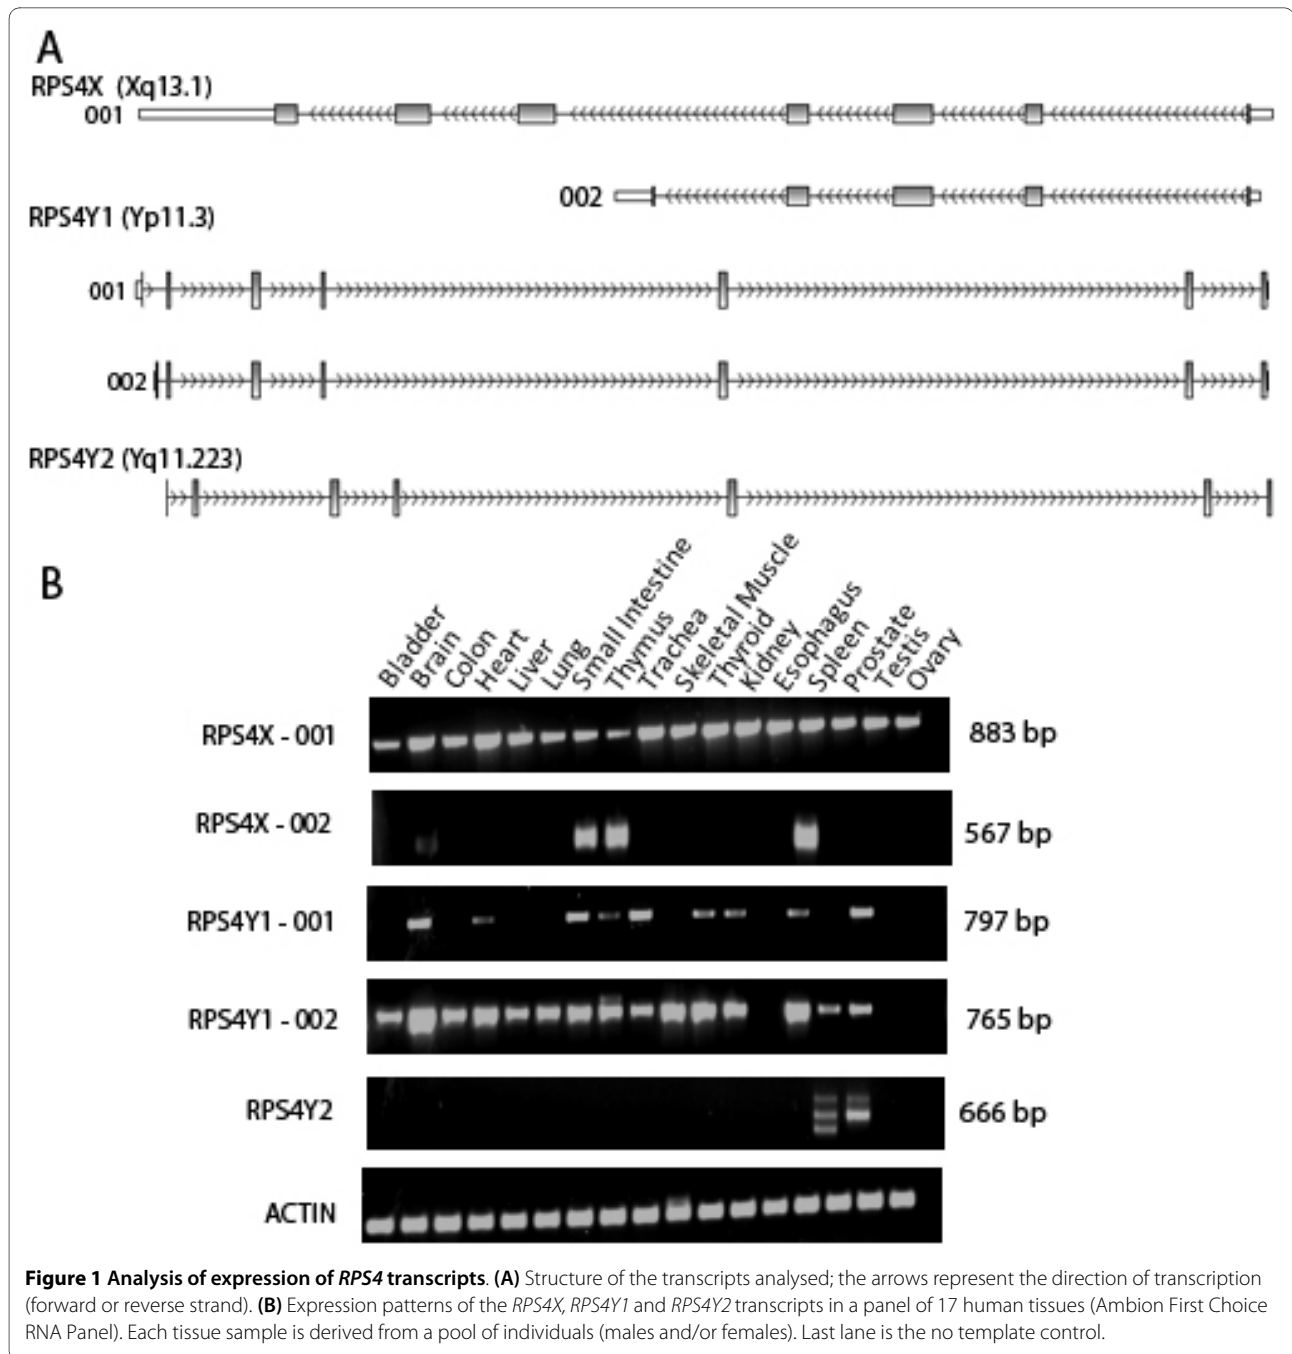 A
RPS4X (Xq13.1)
001
002
RPS4Y1 (Yp11.3)
001
002
RPS4Y2 (Yq11.223)
B
Bladder
Brain
Colon
Heart
Liver
Lung
Small Intestine
Thymus
Trachea
Skeletal Muscle
Thyroid
Kidney
Esophagus
Spleen
Prostate
Testis
Ovary
RPS4X - 001
883 bp
RPS4X - 002
567 bp
RPS4Y1 - 001
797 bp
RPS4Y1 - 002
765 bp
RPS4Y2
666 bp
ACTIN
Figure 1 Analysis of expression of RPS4 transcripts. (A) Structure of the transcripts analysed; the arrows represent the direction of transcription
(forward or reverse strand). (B) Expression patterns of the RPS4X, RPS4Y1 and RPS4Y2 transcripts in a panel of 17 human tissues (Ambion First Choice
RNA Panel). Each tissue sample is derived from a pool of individuals (males and/or females). Last lane is the no template control.